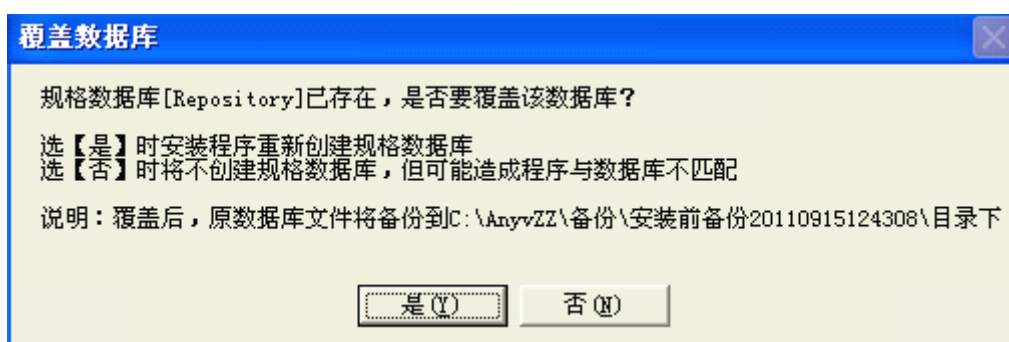 覆盖数据库
规格数据库[Repository]已存在，是否要覆盖该数据库?
选【是】时安装程序重新创建规格数据库
选【否】时将不创建规格数据库，但可能造成程序与数据库不匹配
说明：覆盖后，原数据库文件将备份到C:\AnyvZZ\备份\安装前备份20110915124308\目录下
是(Y)
否(N)